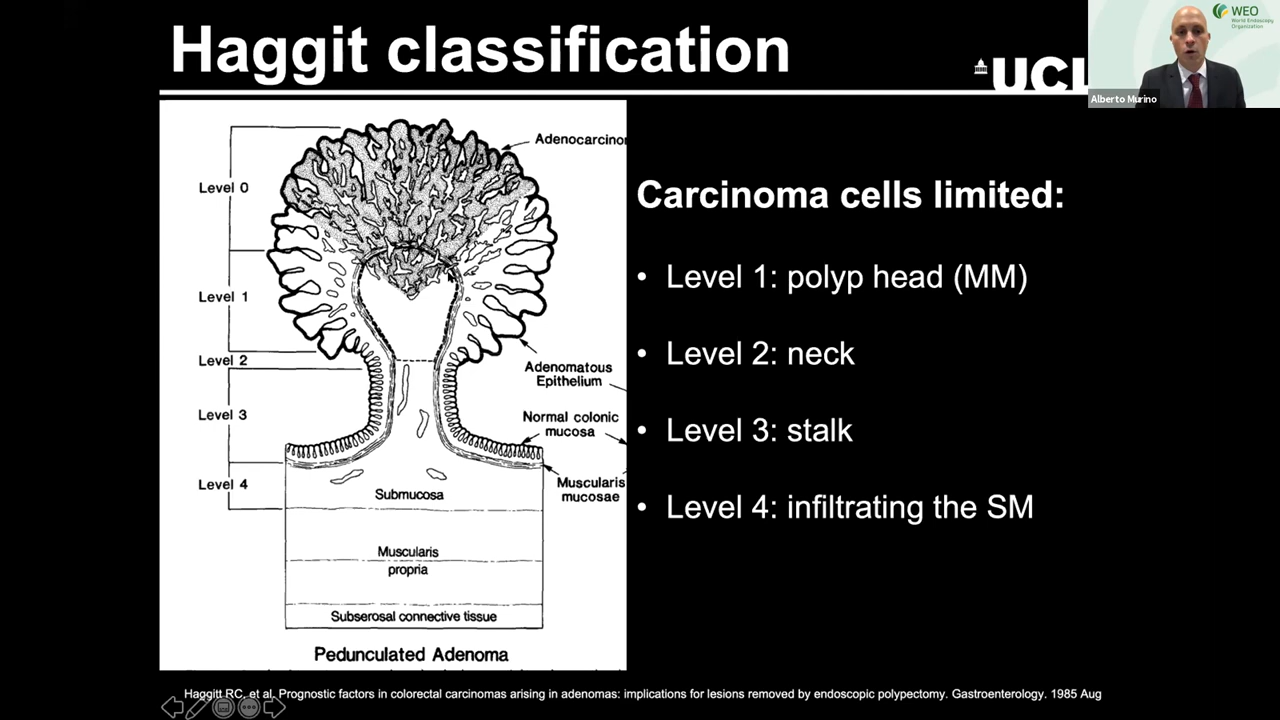 Haggit classification
UCL
WEO
World Endoscopy
Organization
Alberto Murino
Adenocarcinom
Level 0
Level 1
Level 2
Level 3
Level 4
Adenomatous
Epithelium
Normal colonic
mucosa
Muscularis
mucosae
Submucosa
Muscularis
propria
Subserosal connective tissue
Pedunculated Adenoma
Carcinoma cells limited:
• Level 1: polyp head (MM)
• Level 2: neck
• Level 3: stalk
• Level 4: infiltrating the SM
Haggitt RC, et al. Prognostic factors in colorectal carcinomas arising in adenomas: implications for lesions removed by endoscopic polypectomy. Gastroenterology. 1985 Aug